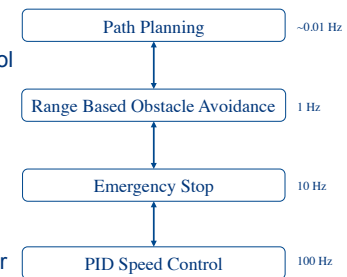 Path Planning ~0.01 Hz
ol
Range Based Obstacle Avoidance 1 Hz
Emergency Stop 10 Hz
r PID Speed Control 100 Hz